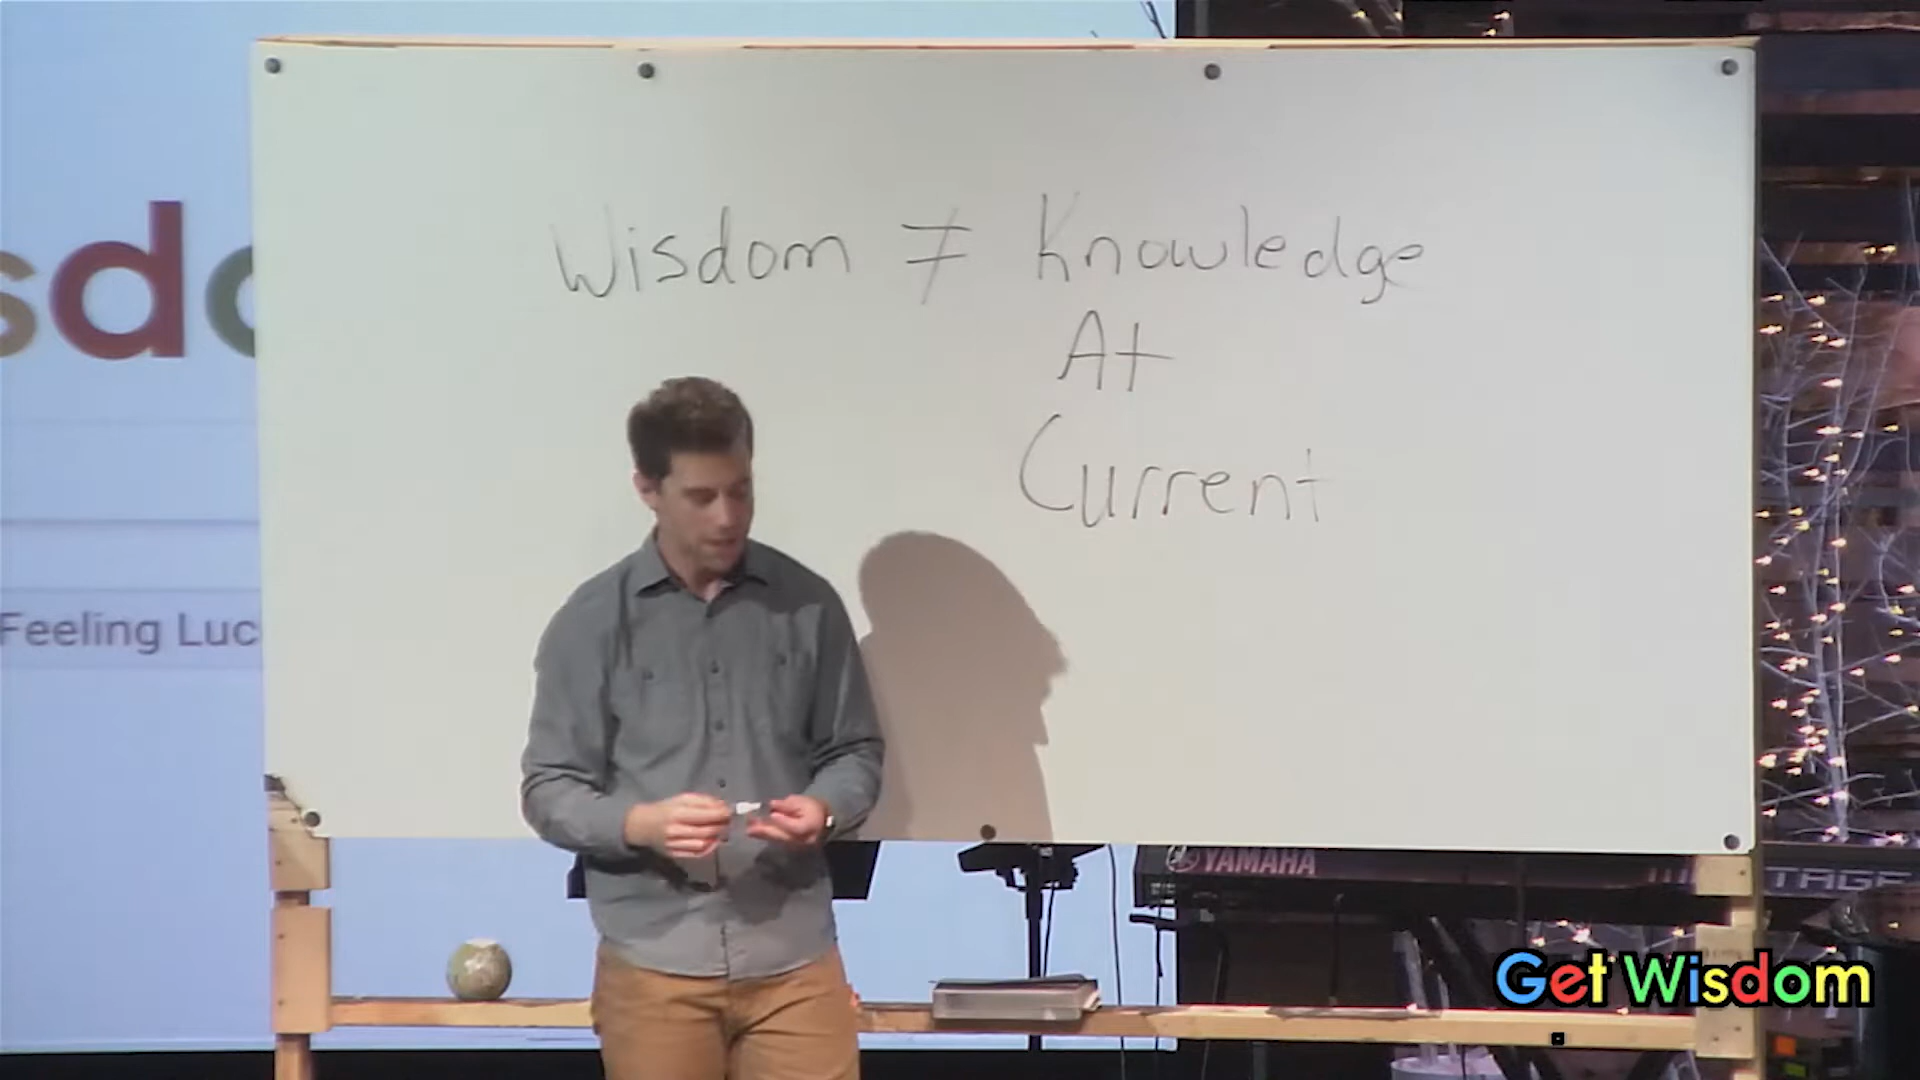 Wisdom ≠ Knowledge
At
Current
sdo
Feeling Luc
YAMAHA
Get Wisdom